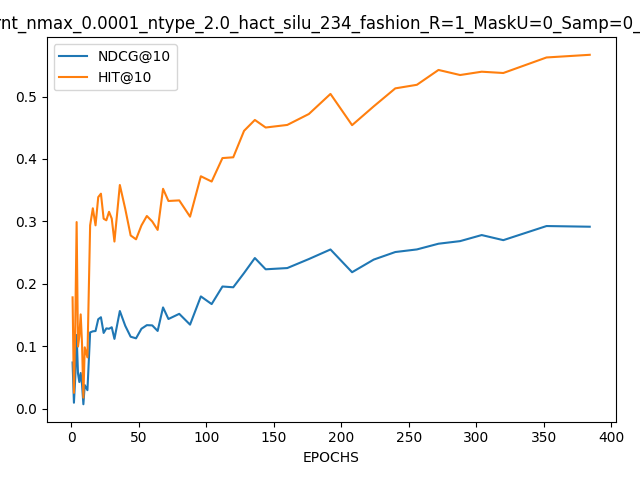 rnt_nmax_0.0001_ntype_2.0_hact_silu_234_fashion_R=1_MaskU=0_Samp=0_
NDCG@10
HIT@10
0.5
0.4
0.3
0.2
0.1
0.0
0 50 100 150 200 250 300 350 400
EPOCHS